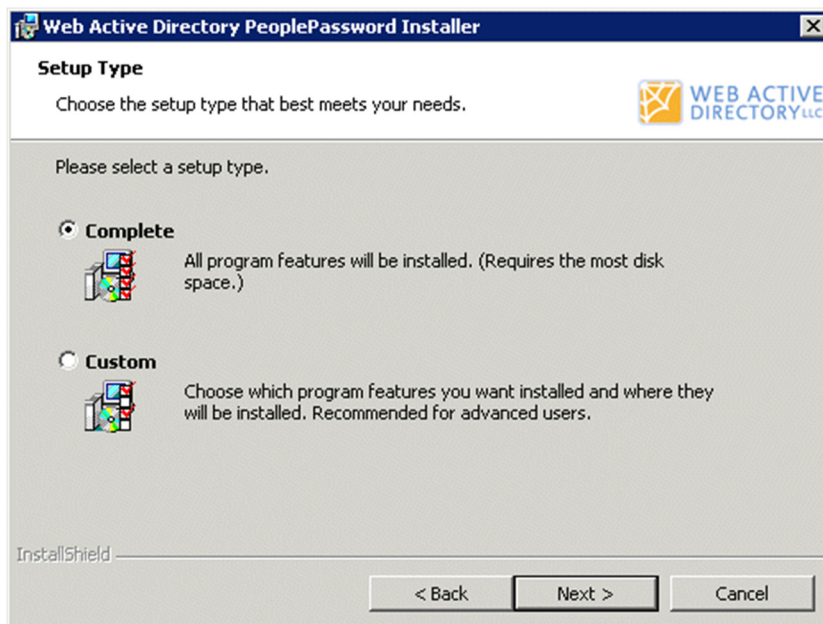 Web Active Directory PeoplePassword Installer
Setup Type
Choose the setup type that best meets your needs.
WEB ACTIVE
DIRECTORY LLC
Please select a setup type.
Complete
All program features will be installed. (Requires the most disk
space.)
Custom
Choose which program features you want installed and where they
will be installed. Recommended for advanced users.
InstallShield
< Back
Next >
Cancel